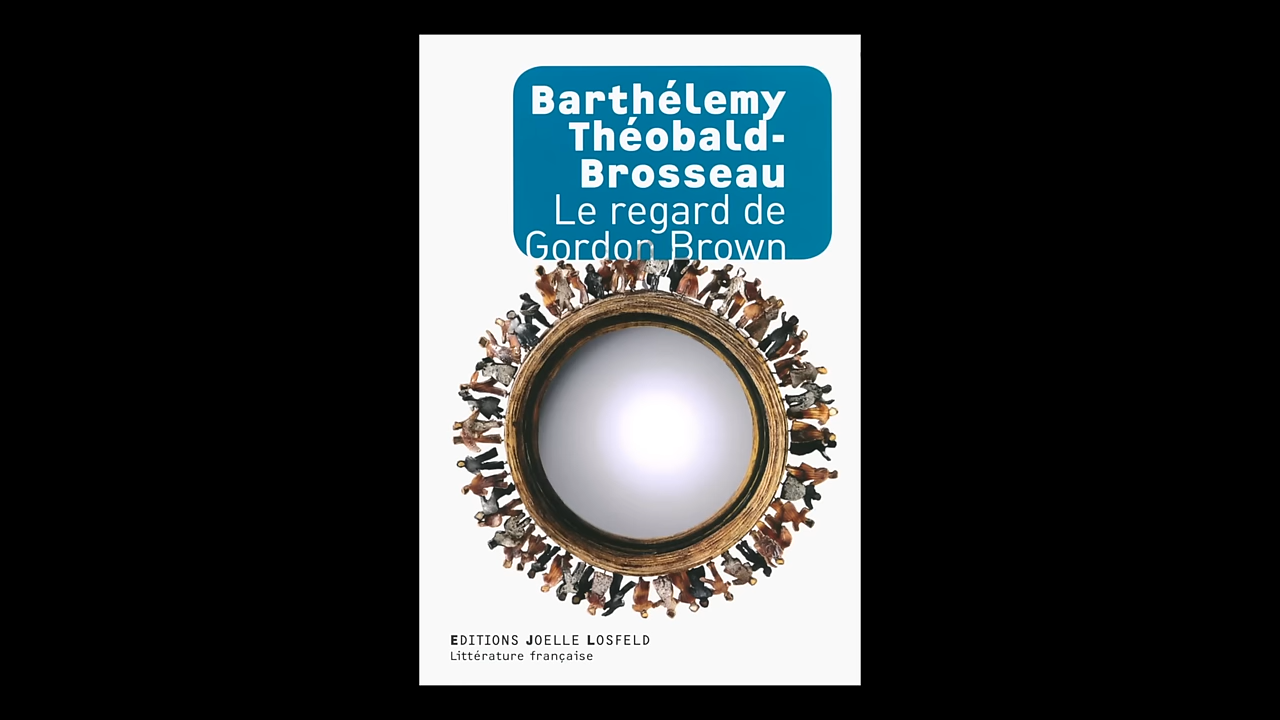 Barthélemy
Théobald-
Brosseau
Le regard de
Gordon Brown
EDITIONS JOELLE LOSFELD
Littérature française